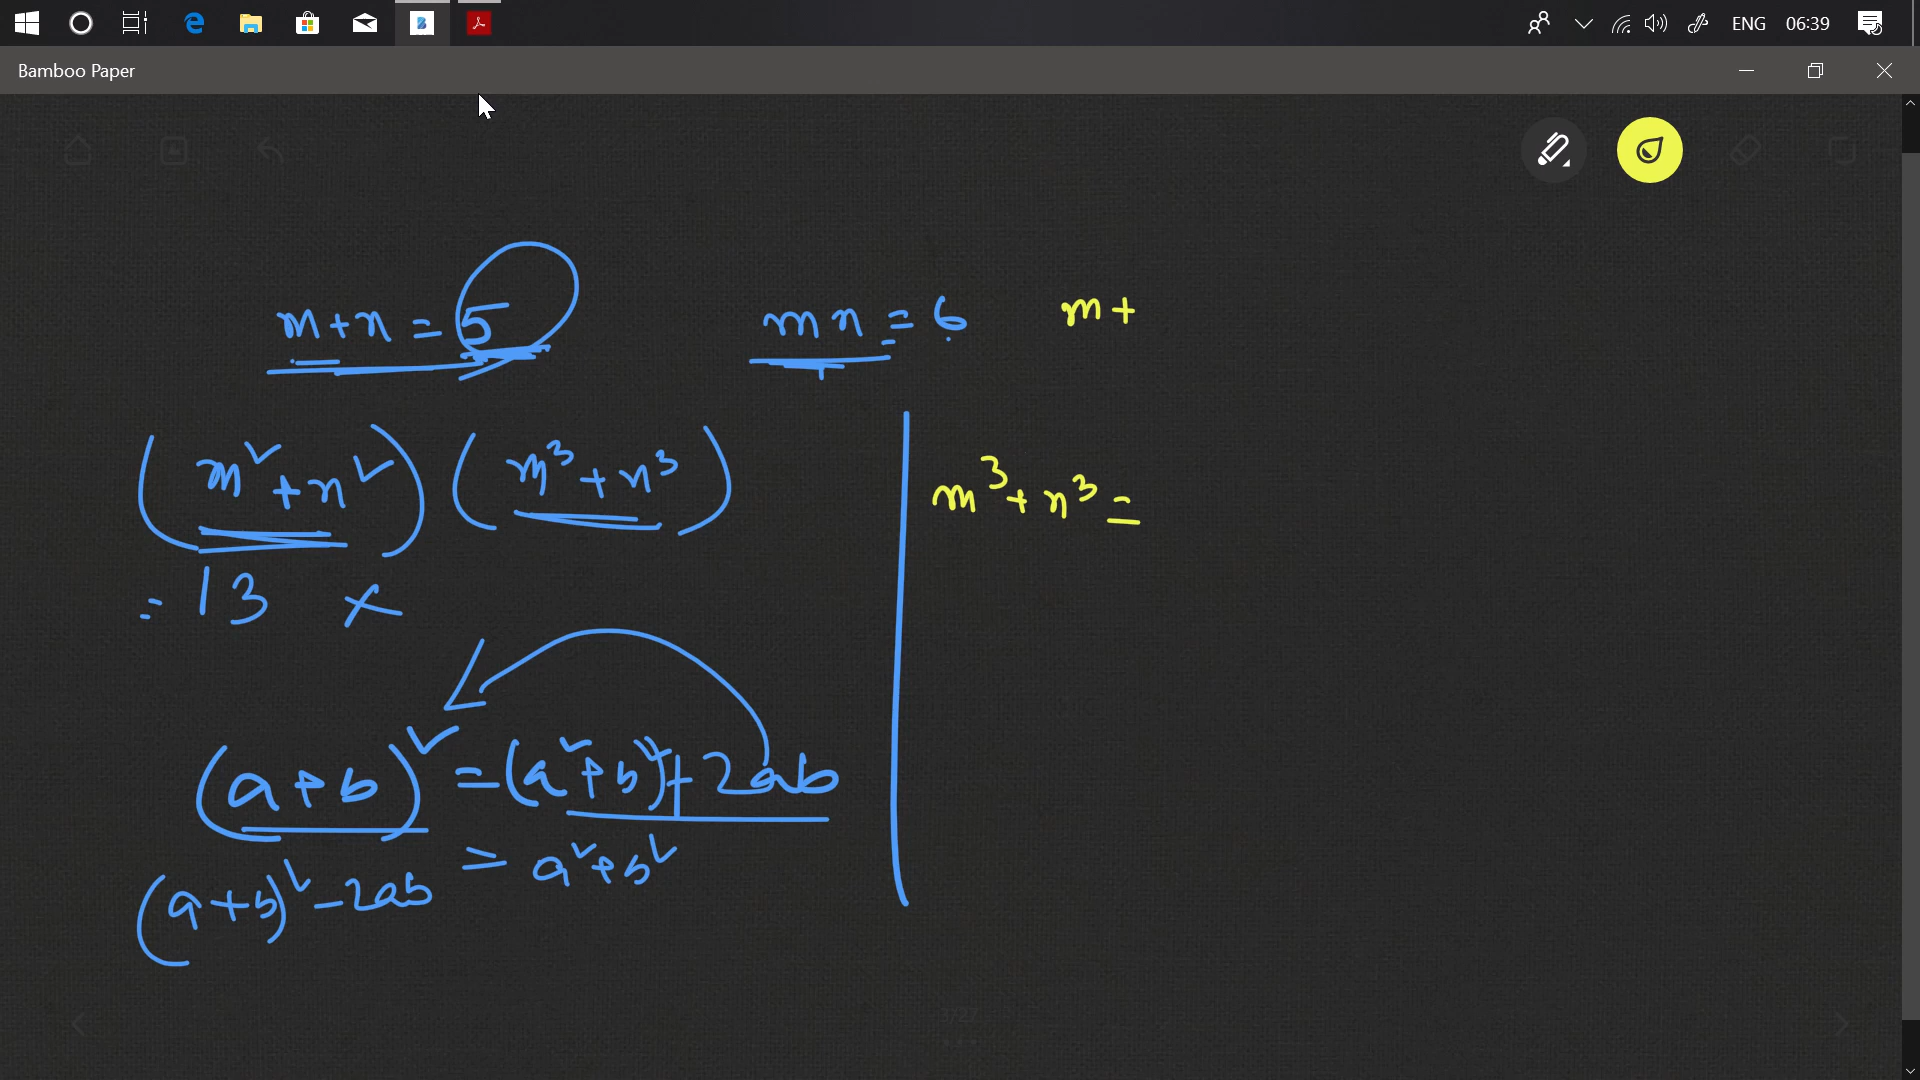 ENG 06:39
Bamboo Paper
m+n = 5 mn = 6 m+
(m²+n²) (m³+n³)
m³+n³ =
= 13 ×
(a+b)² = (a²+b²)+2ab
(a+b)² - 2ab = a²+b²